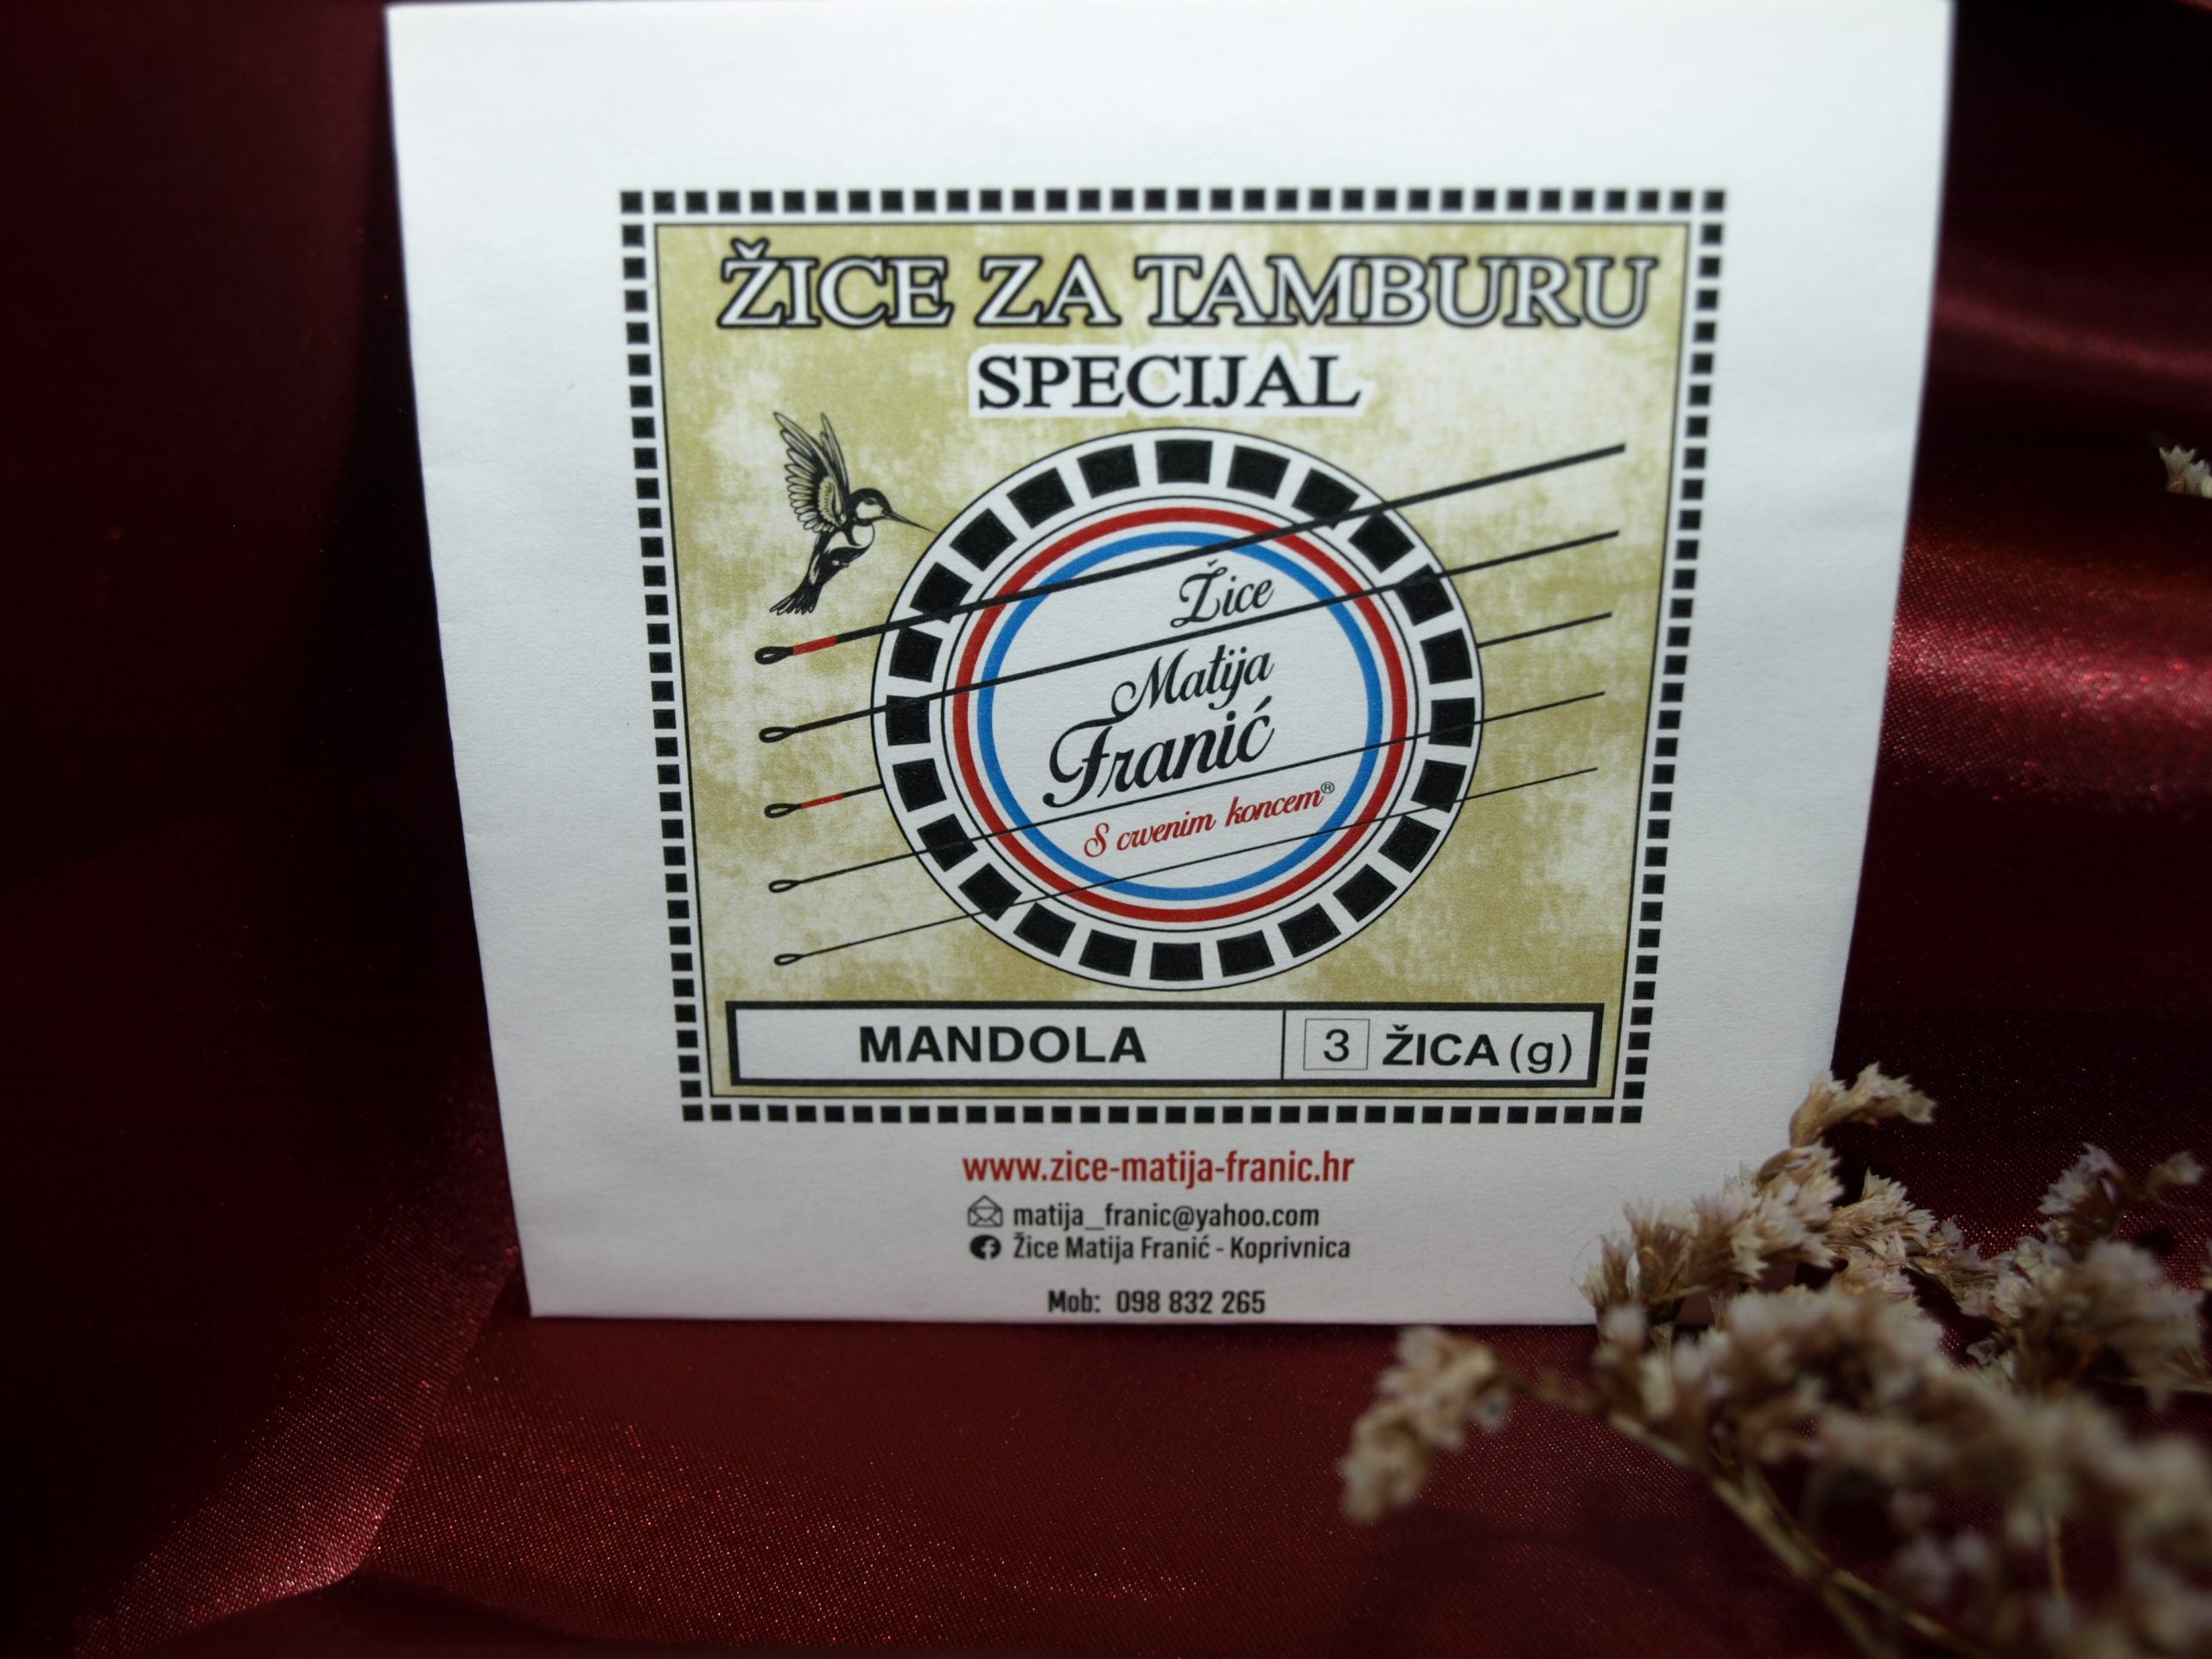 ŽICE ZA TAMBURU
SPECIJAL
Žice
Matija
Franić
S crvenim koncem®
MANDOLA
3 ŽICA (g)
www.zice-matija-franic.hr
matija_franic@yahoo.com
Žice Matija Franić - Koprivnica
Mob: 098 832 265